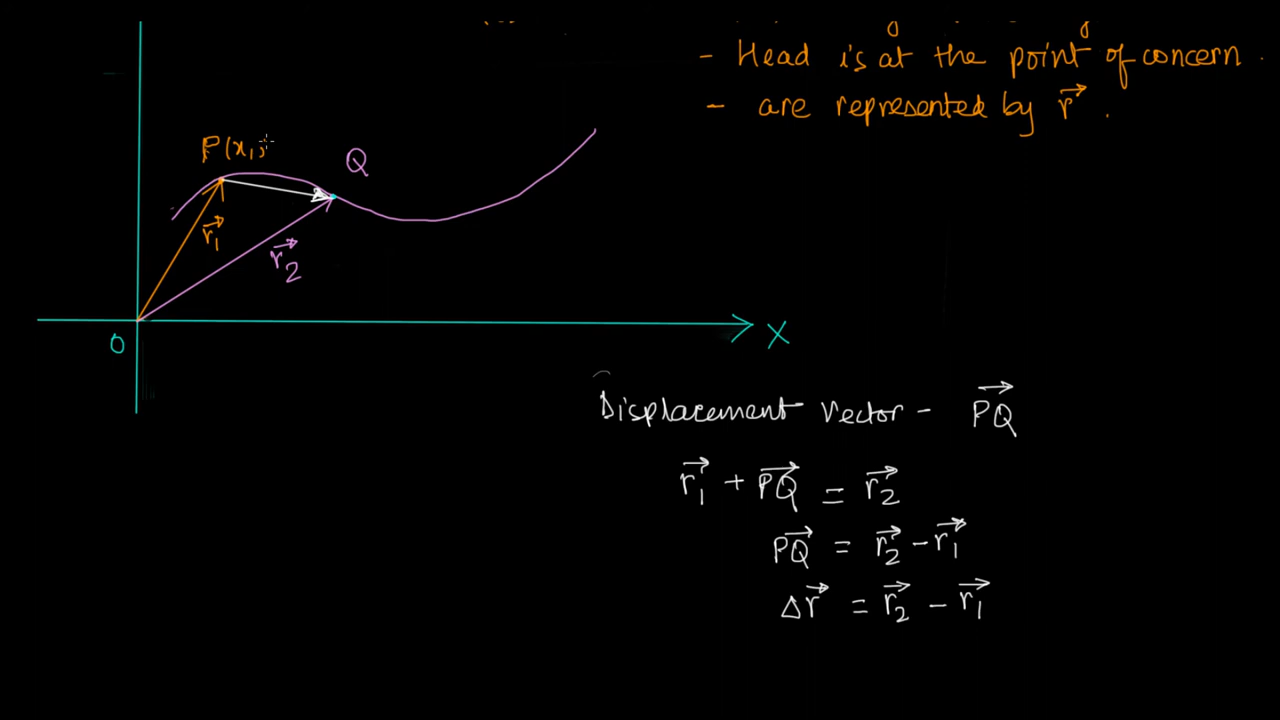 - Head is at the point of concern.
- are represented by r⃗.
P(x₁,
Q
r⃗₁
r⃗₂
O
X
Displacement Vector - P͞Q⃗
r⃗₁ + PQ⃗ = r⃗₂
PQ⃗ = r⃗₂ - r⃗₁
Δr⃗ = r⃗₂ - r⃗₁